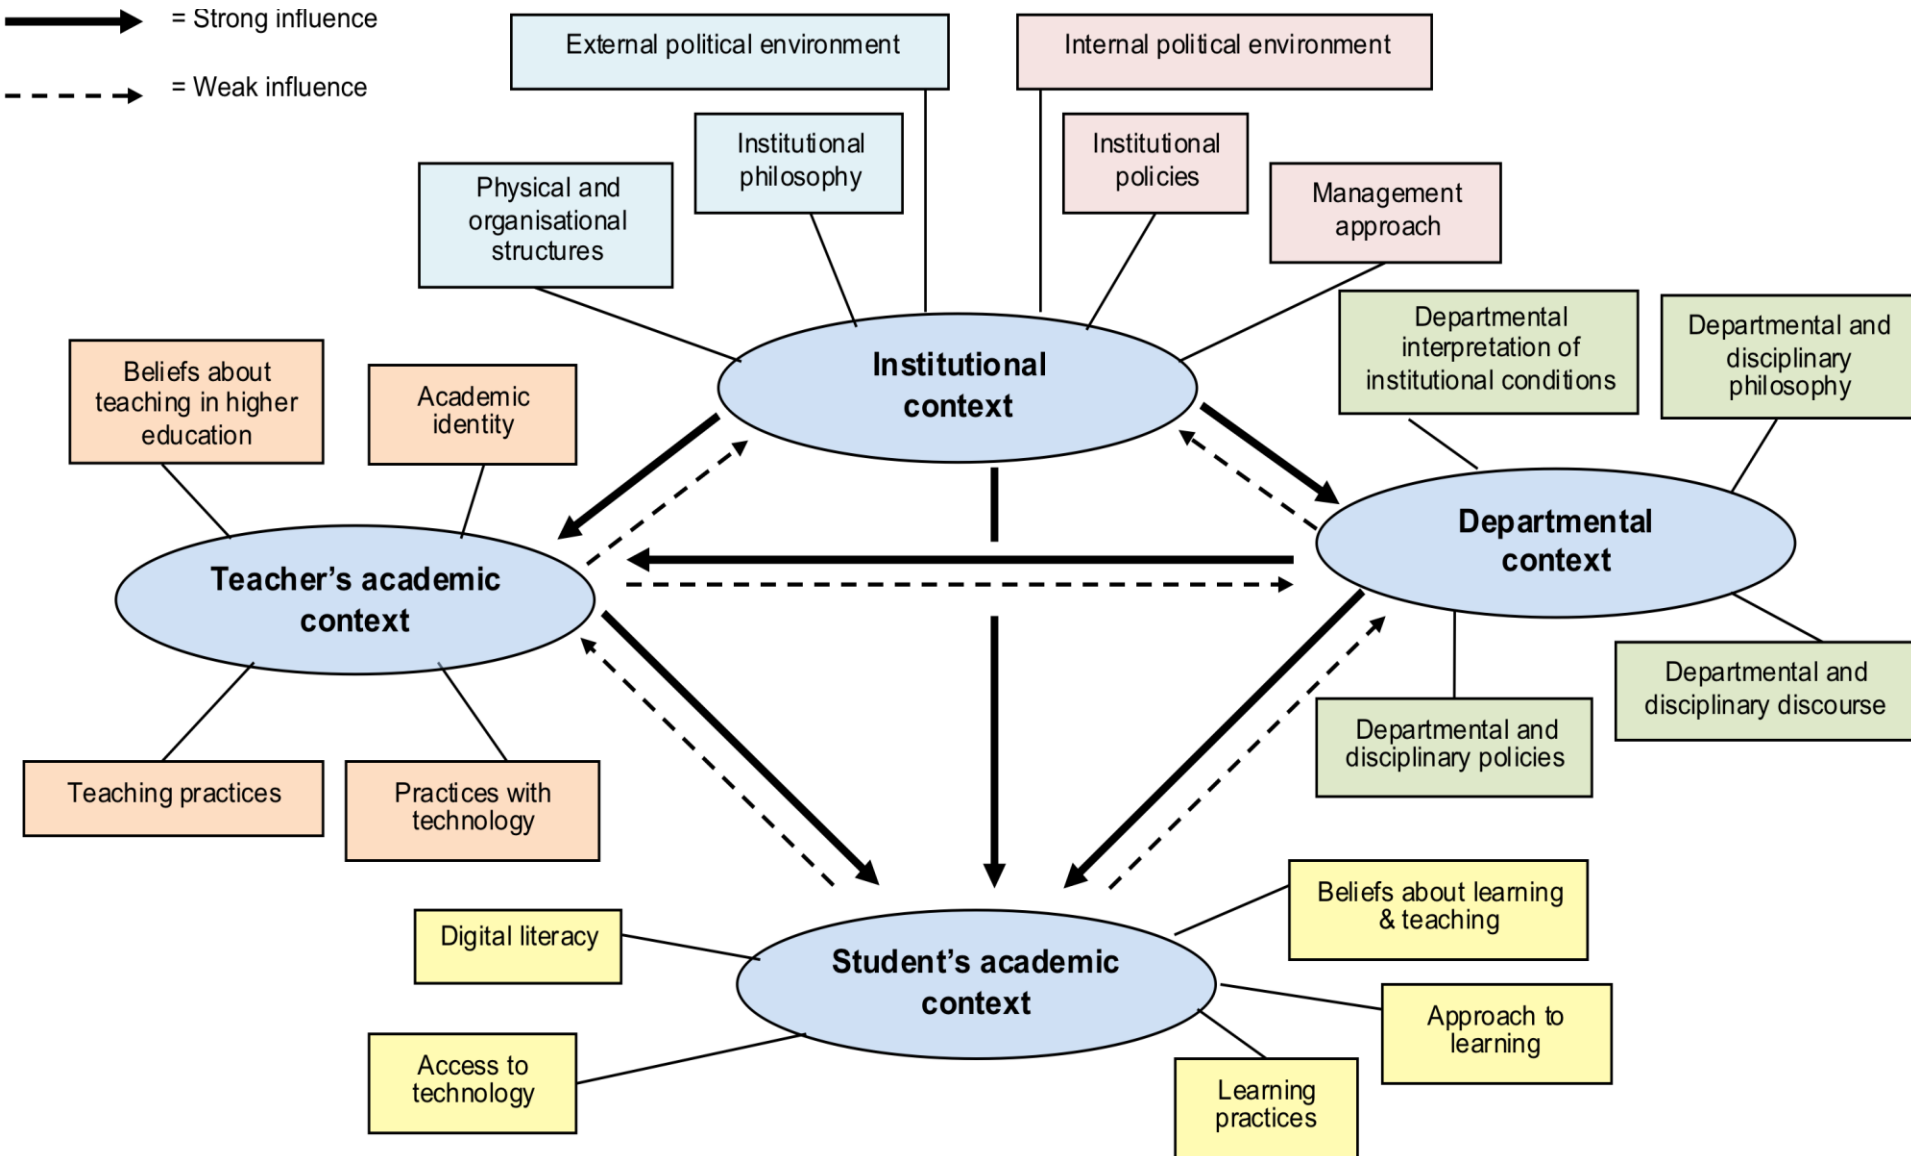 = Strong influence
= Weak influence
External political environment
Internal political environment
Institutional
philosophy
Institutional
policies
Physical and
organisational
structures
Management
approach
Departmental
interpretation of
institutional conditions
Departmental and
disciplinary
philosophy
Beliefs about
teaching in higher
education
Academic
identity
Institutional
context
Departmental
context
Teacher’s academic
context
Departmental and
disciplinary discourse
Departmental and
disciplinary policies
Teaching practices
Practices with
technology
Beliefs about learning
& teaching
Digital literacy
Student’s academic
context
Approach to
learning
Access to
technology
Learning
practices